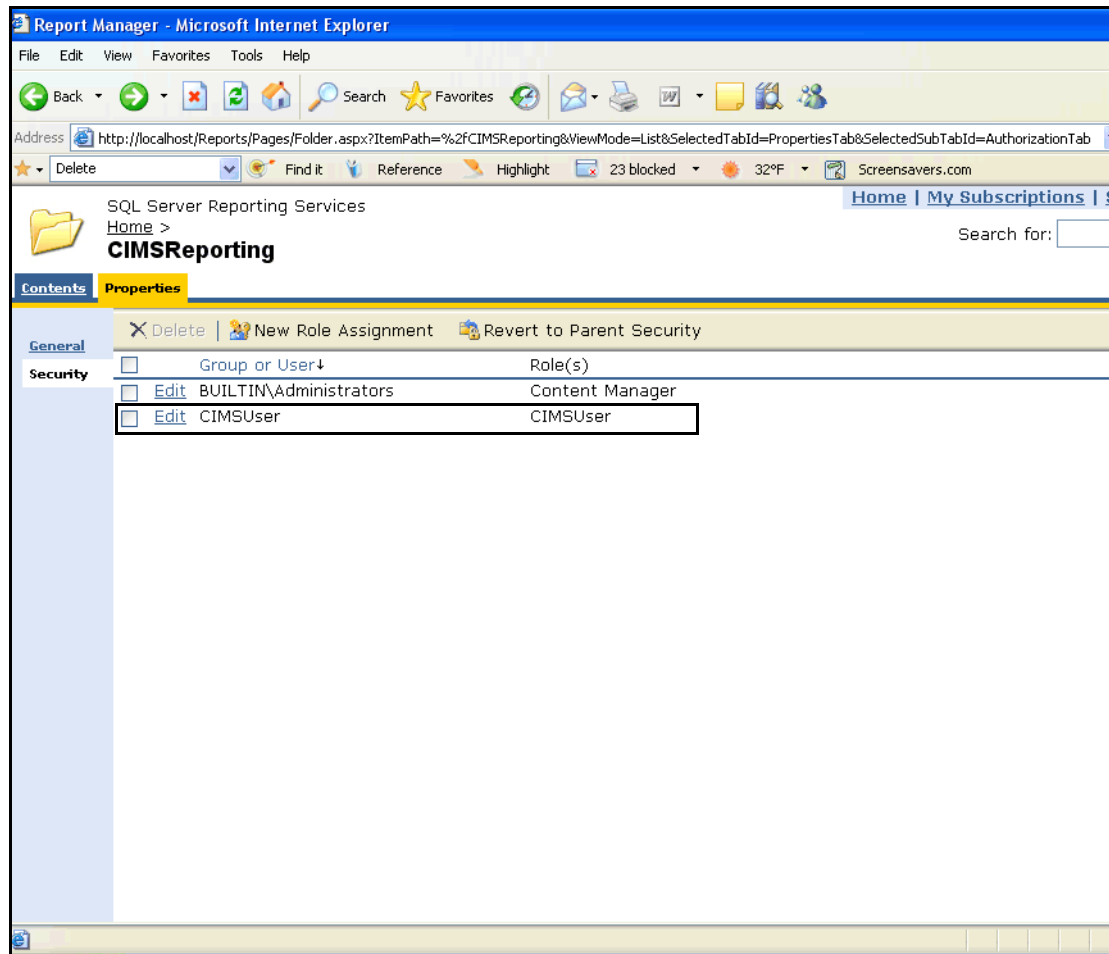 Report Manager - Microsoft Internet Explorer
File Edit View Favorites Tools Help
Back Search Favorites
Address http://localhost/Reports/Pages/Folder.aspx?ItemPath=%2fCIMSReporting&ViewMode=List&SelectedTabId=PropertiesTab&SelectedSubTabId=AuthorizationTab
Delete Find it Reference Highlight 23 blocked 32°F Screensavers.com
SQL Server Reporting Services Home | My Subscriptions |
Home >
CIMSReporting Search for:
Contents Properties
Delete | New Role Assignment Revert to Parent Security
General
Group or User↓ Role(s)
Security
Edit BUILTIN\Administrators Content Manager
Edit CIMSUser CIMSUser